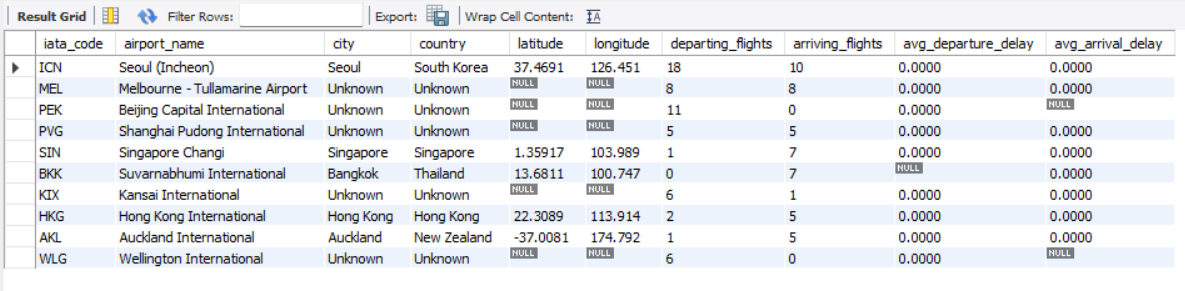 Result Grid Filter Rows: Export: Wrap Cell Content: IA
iata_code airport_name city country latitude longitude departing_flights arriving_flights avg_departure_delay avg_arrival_delay
ICN Seoul (Incheon) Seoul South Korea 37.4691 126.451 18 10 0.0000 0.0000
MEL Melbourne - Tullamarine Airport Unknown Unknown NULL NULL 8 8 0.0000 0.0000
PEK Beijing Capital International Unknown Unknown NULL NULL 11 0 0.0000 NULL
PVG Shanghai Pudong International Unknown Unknown NULL NULL 5 5 0.0000 0.0000
SIN Singapore Changi Singapore Singapore 1.35917 103.989 1 7 0.0000 0.0000
BKK Suvarnabhumi International Bangkok Thailand 13.6811 100.747 0 7 NULL 0.0000
KIX Kansai International Unknown Unknown NULL NULL 6 1 0.0000 0.0000
HKG Hong Kong International Hong Kong Hong Kong 22.3089 113.914 2 5 0.0000 0.0000
AKL Auckland International Auckland New Zealand -37.0081 174.792 1 5 0.0000 0.0000
WLG Wellington International Unknown Unknown NULL NULL 6 0 0.0000 NULL